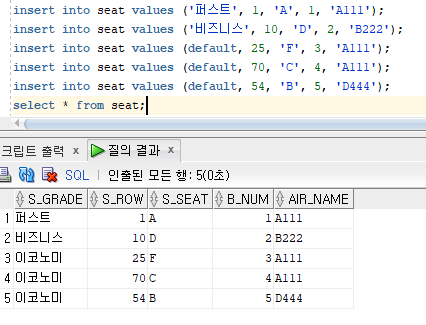 insert into seat values ('퍼스트', 1, 'A', 1, 'A111');
insert into seat values ('비즈니스', 10, 'D', 2, 'B222');
insert into seat values (default, 25, 'F', 3, 'A111');
insert into seat values (default, 70, 'C', 4, 'A111');
insert into seat values (default, 54, 'B', 5, 'D444');
select * from seat;
스크립트 출력 x 질의 결과 x
SQL | 인출된 모든 행: 5(0초)
S_GRADE S_ROW S_SEAT B_NUM AIR_NAME
1 퍼스트 1 A 1 A111
2 비즈니스 10 D 2 B222
3 이코노미 25 F 3 A111
4 이코노미 70 C 4 A111
5 이코노미 54 B 5 D444